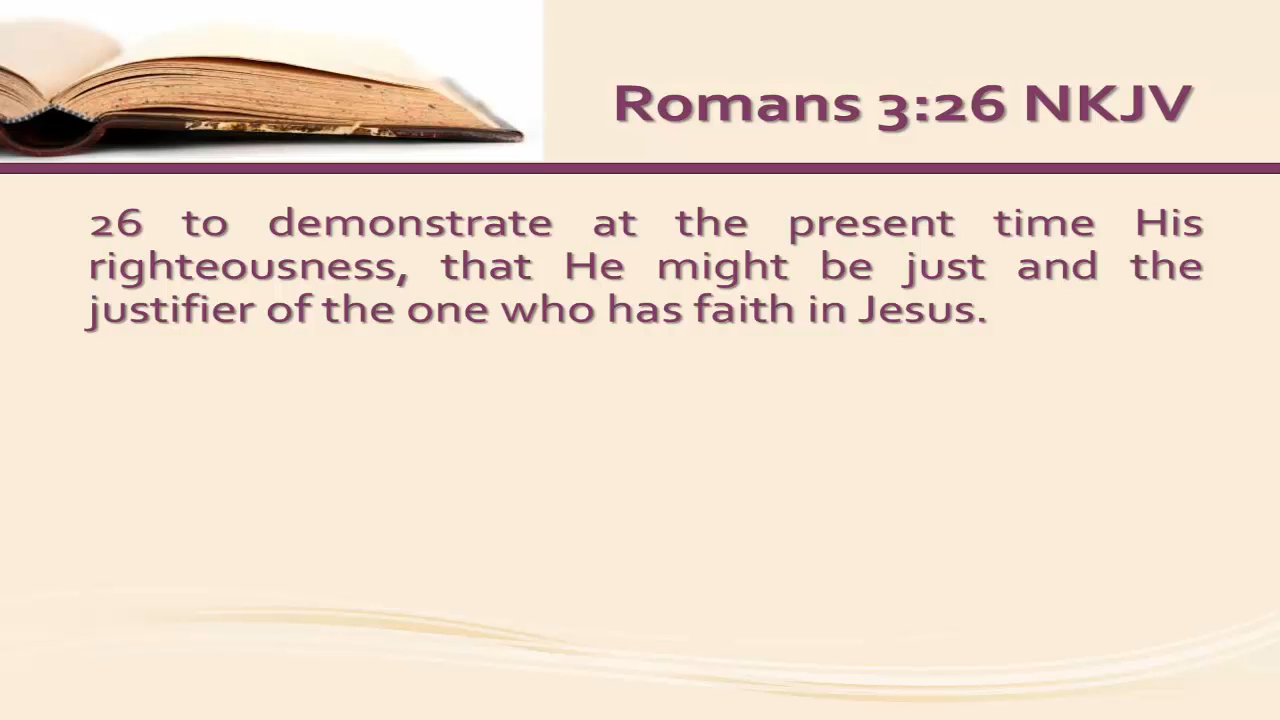 Romans 3:26 NKJV
26 to demonstrate at the present time His
righteousness, that He might be just and the
justifier of the one who has faith in Jesus.